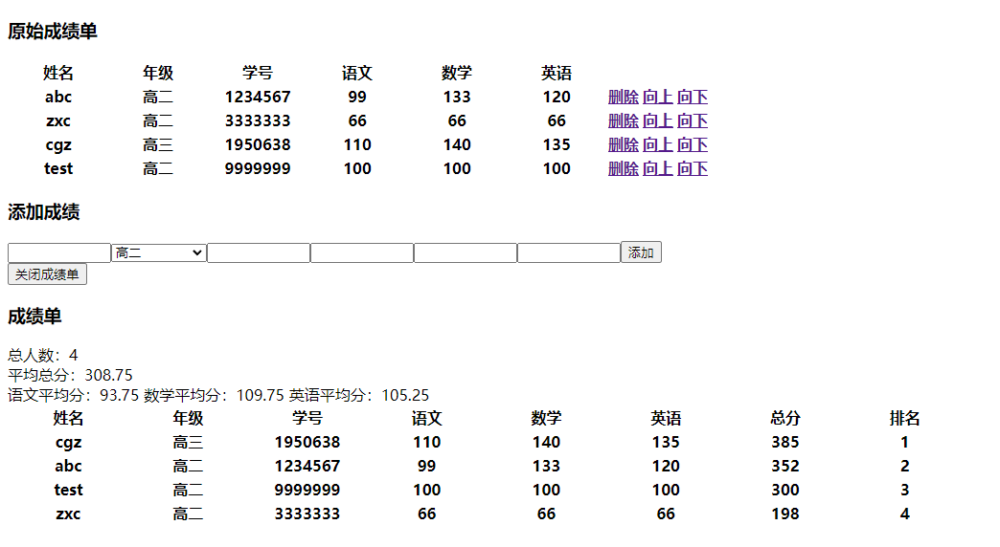 原始成绩单
姓名 年级 学号 语文 数学 英语
abc 高二 1234567 99 133 120 删除 向上 向下
zxc 高二 3333333 66 66 66 删除 向上 向下
cgz 高三 1950638 110 140 135 删除 向上 向下
test 高二 9999999 100 100 100 删除 向上 向下
添加成绩
高二 添加
关闭成绩单
成绩单
总人数：4
平均总分：308.75
语文平均分：93.75 数学平均分：109.75 英语平均分：105.25
姓名 年级 学号 语文 数学 英语 总分 排名
cgz 高三 1950638 110 140 135 385 1
abc 高二 1234567 99 133 120 352 2
test 高二 9999999 100 100 100 300 3
zxc 高二 3333333 66 66 66 198 4